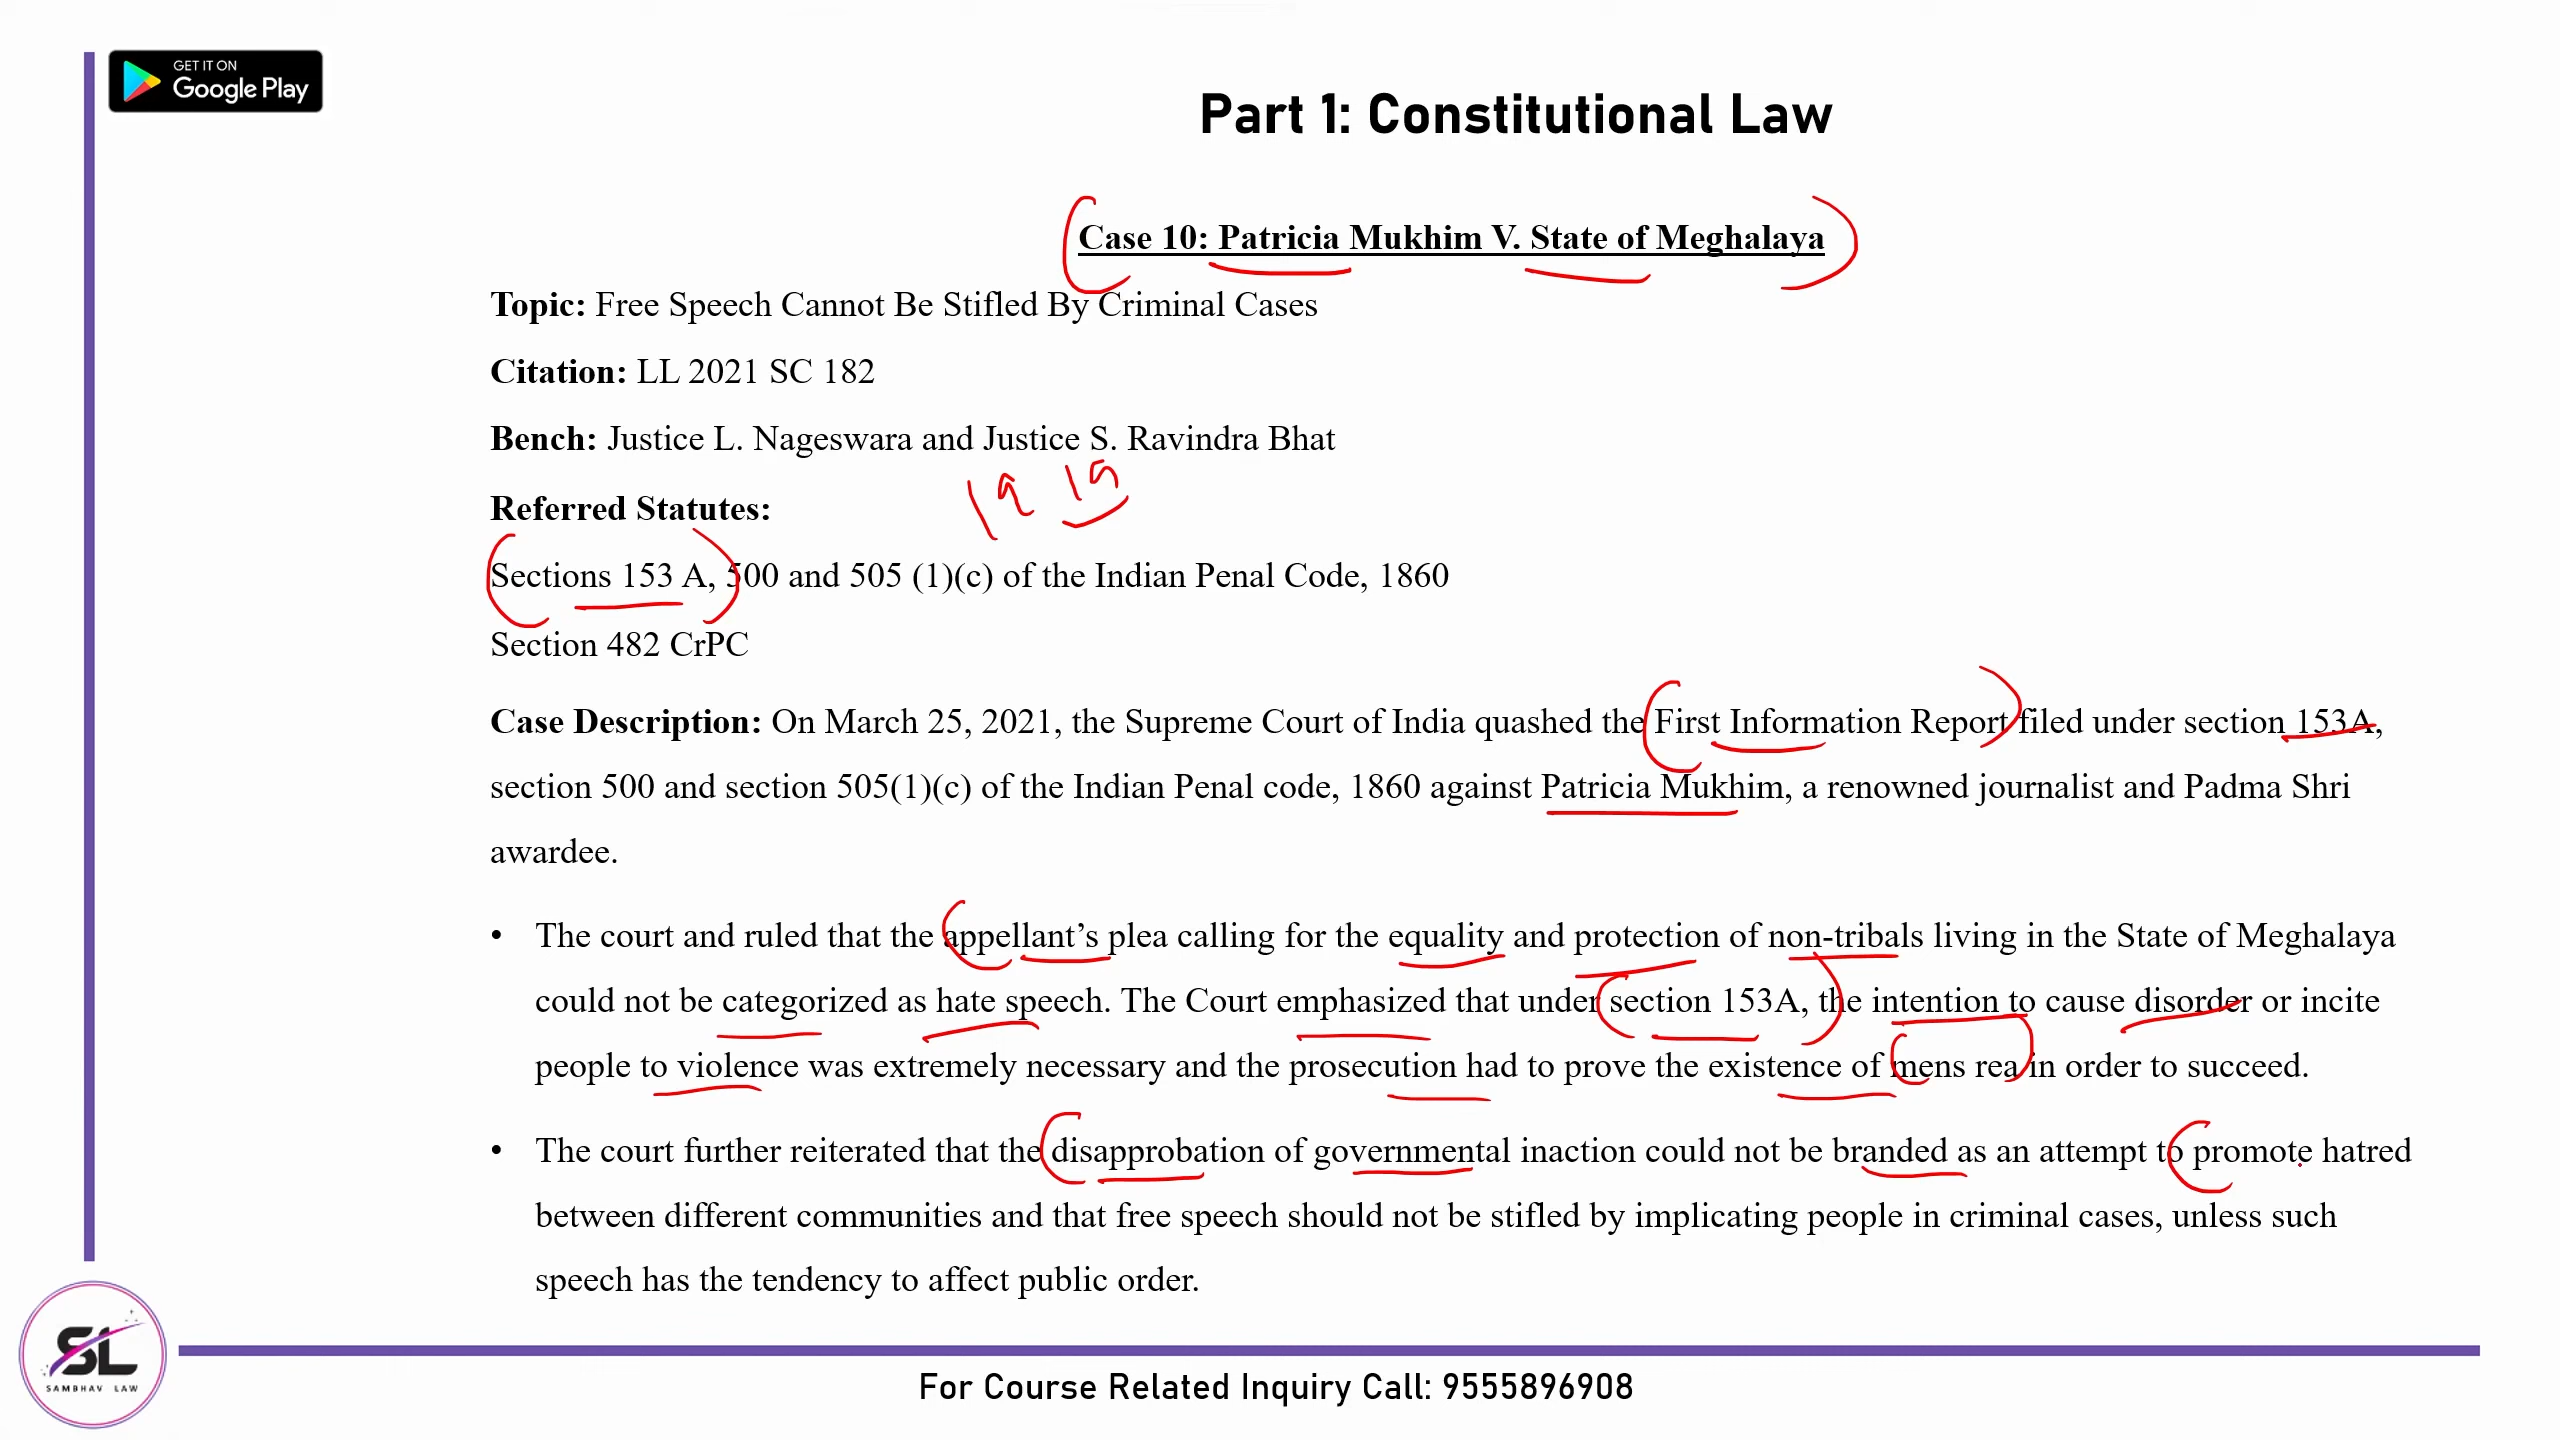 GET IT ON
Google Play
Part 1: Constitutional Law
Case 10: Patricia Mukhim V. State of Meghalaya
Topic: Free Speech Cannot Be Stifled By Criminal Cases
Citation: LL 2021 SC 182
Bench: Justice L. Nageswara and Justice S. Ravindra Bhat
19 19
Referred Statutes:
Sections 153 A, 500 and 505 (1)(c) of the Indian Penal Code, 1860
Section 482 CrPC
Case Description: On March 25, 2021, the Supreme Court of India quashed the First Information Report filed under section 153A,
section 500 and section 505(1)(c) of the Indian Penal code, 1860 against Patricia Mukhim, a renowned journalist and Padma Shri
awardee.
• The court and ruled that the appellant’s plea calling for the equality and protection of non-tribals living in the State of Meghalaya
could not be categorized as hate speech. The Court emphasized that under section 153A, the intention to cause disorder or incite
people to violence was extremely necessary and the prosecution had to prove the existence of mens rea in order to succeed.
• The court further reiterated that the disapprobation of governmental inaction could not be branded as an attempt to promote hatred
between different communities and that free speech should not be stifled by implicating people in criminal cases, unless such
speech has the tendency to affect public order.
SL
SAMBHAV LAW
For Course Related Inquiry Call: 9555896908